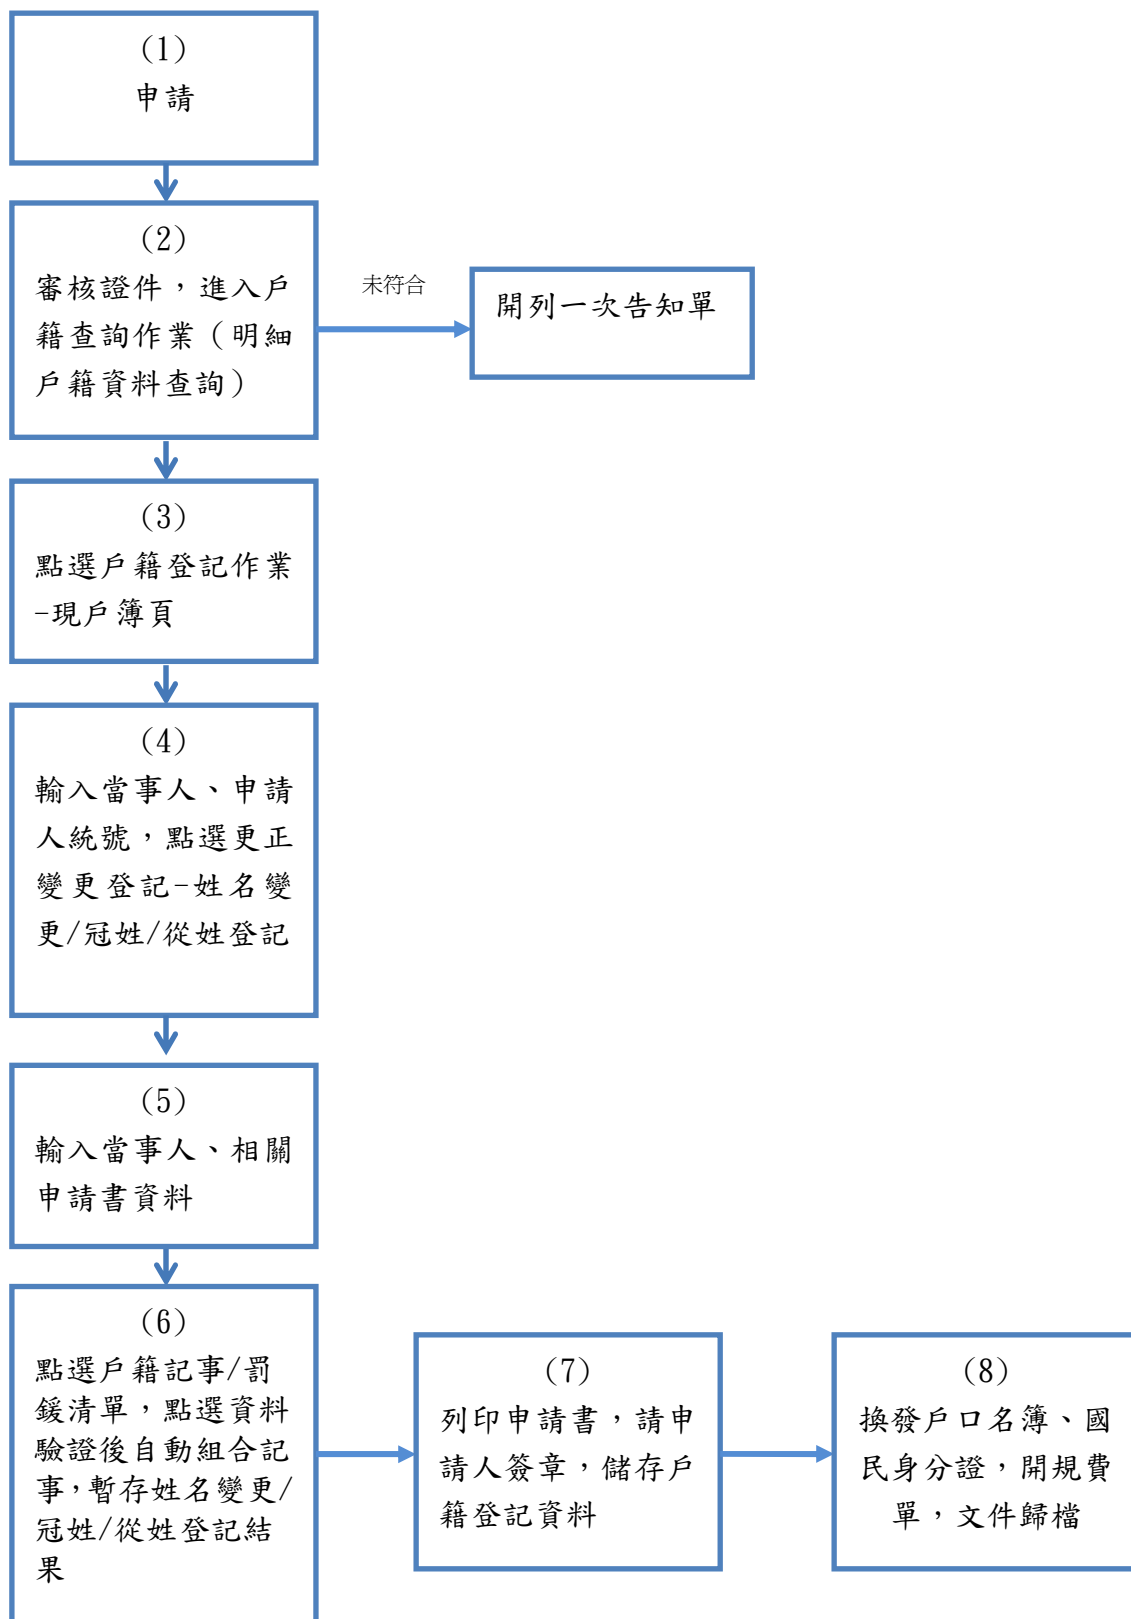 (1)
申請
(2)
審核證件，進入戶
籍查詢作業（明細
戶籍資料查詢）
未符合
開列一次告知單
(3)
點選戶籍登記作業
-現戶簿頁
(4)
輸入當事人、申請
人統號，點選更正
變更登記-姓名變
更/冠姓/從姓登記
(5)
輸入當事人、相關
申請書資料
(6)
點選戶籍記事/罰
鍰清單，點選資料
驗證後自動組合記
事，暫存姓名變更/
冠姓/從姓登記結
果
(7)
列印申請書，請申
請人簽章，儲存戶
籍登記資料
(8)
換發戶口名簿、國
民身分證，開規費
單，文件歸檔